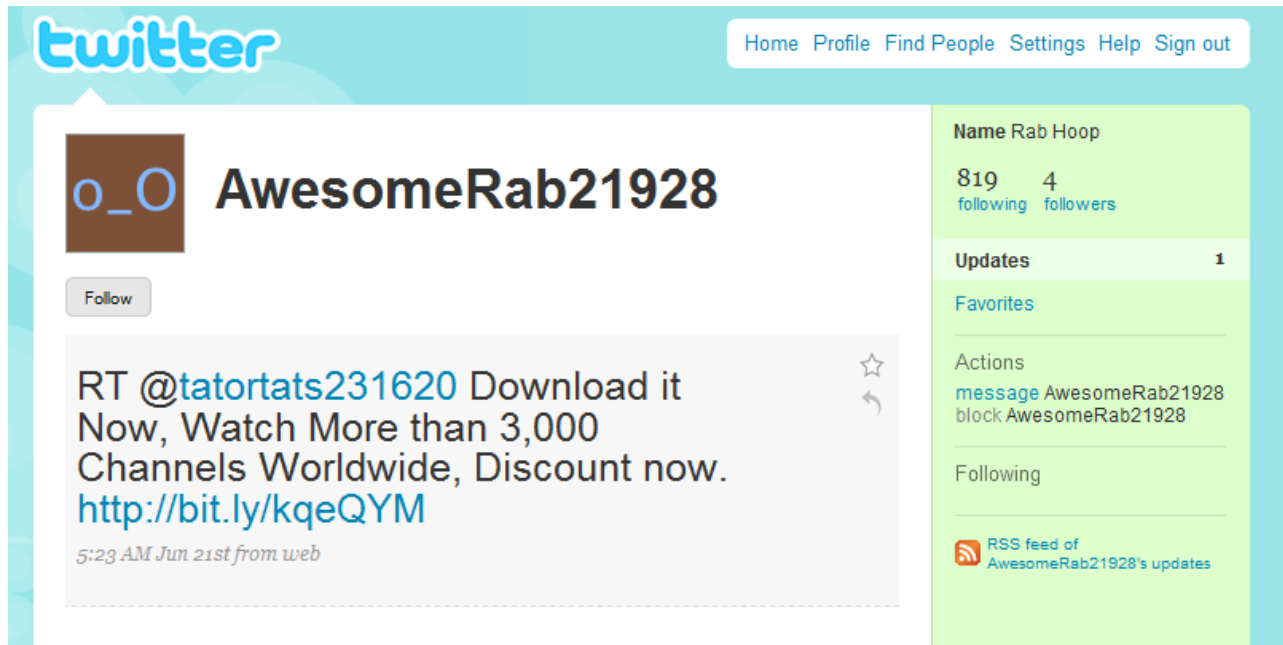 twitter
Home Profile Find People Settings Help Sign out
o_O
AwesomeRab21928
Follow
RT @tatortats231620 Download it
Now, Watch More than 3,000
Channels Worldwide, Discount now.
http://bit.ly/kqeQYM
5:23 AM Jun 21st from web
Name Rab Hoop
819 4
following followers
Updates 1
Favorites
Actions
message AwesomeRab21928
block AwesomeRab21928
Following
RSS feed of
AwesomeRab21928's updates